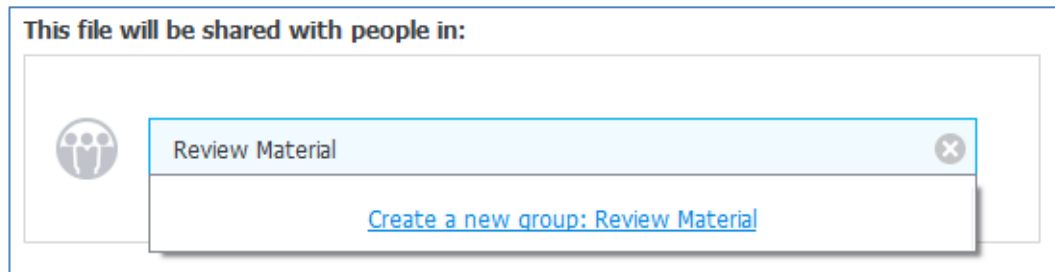 This file will be shared with people in:
Review Material
Create a new group: Review Material